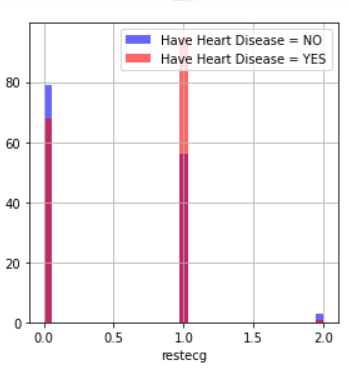 Have Heart Disease = NO
Have Heart Disease = YES
80
60
40
20
0
0.0 0.5 1.0 1.5 2.0
restecg